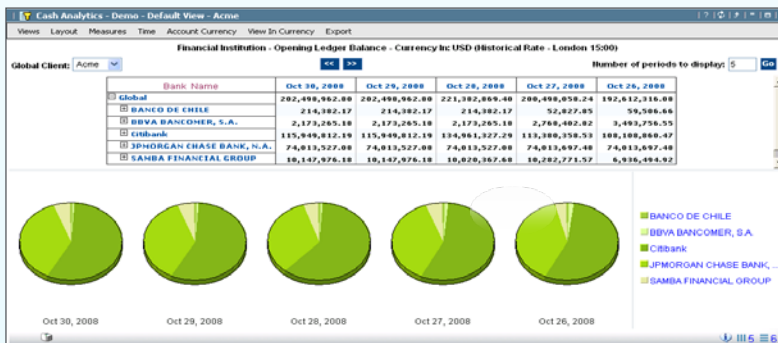 Cash Analytics - Demo - Default View - Acme
Views Layout Measures Time Account Currency View In Currency Export
Financial Institution - Opening Ledger Balance - Currency In: USD (Historical Rate - London 15:00)
Global Client: Acme << >> Number of periods to display: 5 Go
Bank Name Oct 30, 2008 Oct 29, 2008 Oct 28, 2008 Oct 27, 2008 Oct 26, 2008
Global 202,498,962.80 202,498,962.80 221,382,869.40 200,498,058.24 192,612,316.08
BANCO DE CHILE 214,382.17 214,382.17 214,382.17 52,827.85 59,506.66
BBVA BANCOMER, S.A. 2,173,265.18 2,173,265.18 2,173,265.18 2,768,402.82 3,493,756.55
Citibank 115,949,812.19 115,949,812.19 134,961,327.29 113,380,358.53 108,108,860.47
JPMORGAN CHASE BANK, N.A. 74,013,527.08 74,013,527.08 74,013,527.08 74,013,697.48 74,013,697.48
SAMBA FINANCIAL GROUP 10,147,976.18 10,147,976.18 10,020,367.68 10,282,771.57 6,936,494.92
BANCO DE CHILE
BBVA BANCOMER, S.A.
Citibank
JPMORGAN CHASE BANK, ...
SAMBA FINANCIAL GROUP
Oct 30, 2008 Oct 29, 2008 Oct 28, 2008 Oct 27, 2008 Oct 26, 2008
5 6